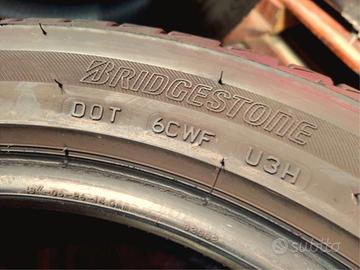 BRIDGESTONE
DOT 6CWF U3H
subito